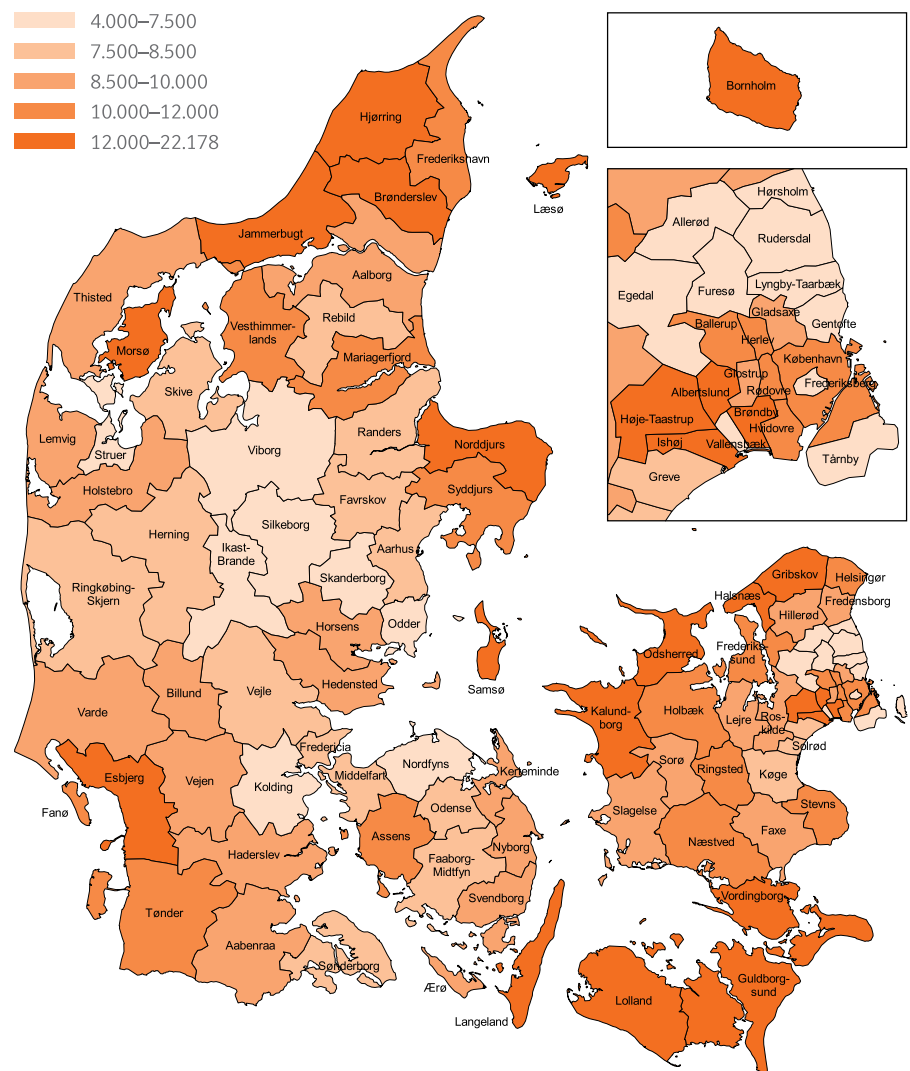 4.000–7.500
7.500–8.500
8.500–10.000
10.000–12.000
12.000–22.178
Hjørring
Frederikshavn
Brønderslev
Jammerbugt
Læsø
Aalborg
Thisted
Rebild
Vesthimmer-
lands
Morsø
Mariagerfjord
Skive
Lemvig
Struer
Viborg
Randers
Norddjurs
Holstebro
Syddjurs
Favrskov
Herning
Silkeborg
Ikast-
Brande
Aarhus
Skanderborg
Ringkøbing-
Skjern
Horsens
Odder
Hedensted
Samsø
Billund
Vejle
Varde
Fredericia
Esbjerg
Vejen
Kolding
Middelfart
Nordfyns
Kerteminde
Fanø
Odense
Assens
Nyborg
Haderslev
Faaborg-
Midtfyn
Svendborg
Tønder
Aabenraa
Sønderborg
Ærø
Langeland
Bornholm
Hørsholm
Allerød
Rudersdal
Egedal
Furesø
Lyngby-Taarbæk
Gladsaxe
Ballerup
Gentofte
Herlev
København
Glostrup
Rødovre
Frederiksberg
Albertslund
Høje-Taastrup
Brøndby
Hvidovre
Ishøj
Vallensbæk
Tårnby
Greve
Gribskov
Helsingør
Halsnæs
Fredensborg
Hillerød
Odsherred
Frederiks-
sund
Kalund-
borg
Holbæk
Lejre
Ros-
kilde
Solrød
Sorø
Ringsted
Køge
Slagelse
Stevns
Faxe
Næstved
Vordingborg
Guldborg-
sund
Lolland